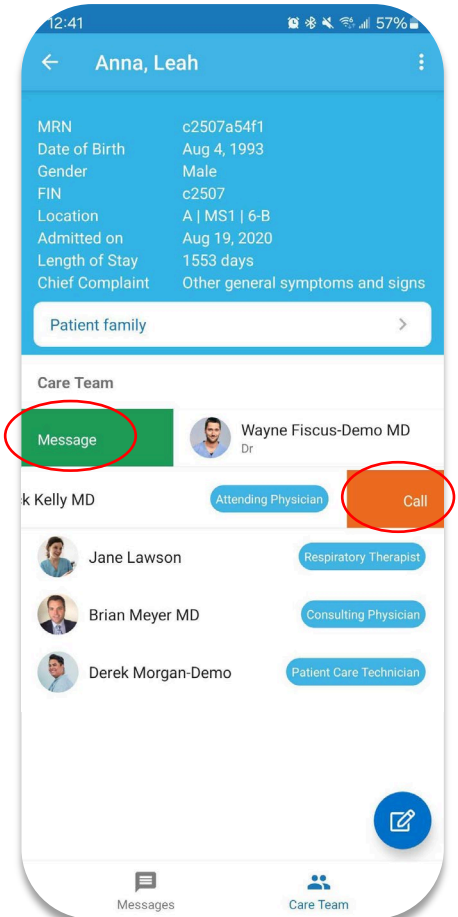 12:41 57%
Anna, Leah
MRN c2507a54f1
Date of Birth Aug 4, 1993
Gender Male
FIN c2507
Location A | MS1 | 6-B
Admitted on Aug 19, 2020
Length of Stay 1553 days
Chief Complaint Other general symptoms and signs
Patient family
Care Team
Message Wayne Fiscus-Demo MD
Dr
k Kelly MD Attending Physician Call
Jane Lawson Respiratory Therapist
Brian Meyer MD Consulting Physician
Derek Morgan-Demo Patient Care Technician
Messages Care Team